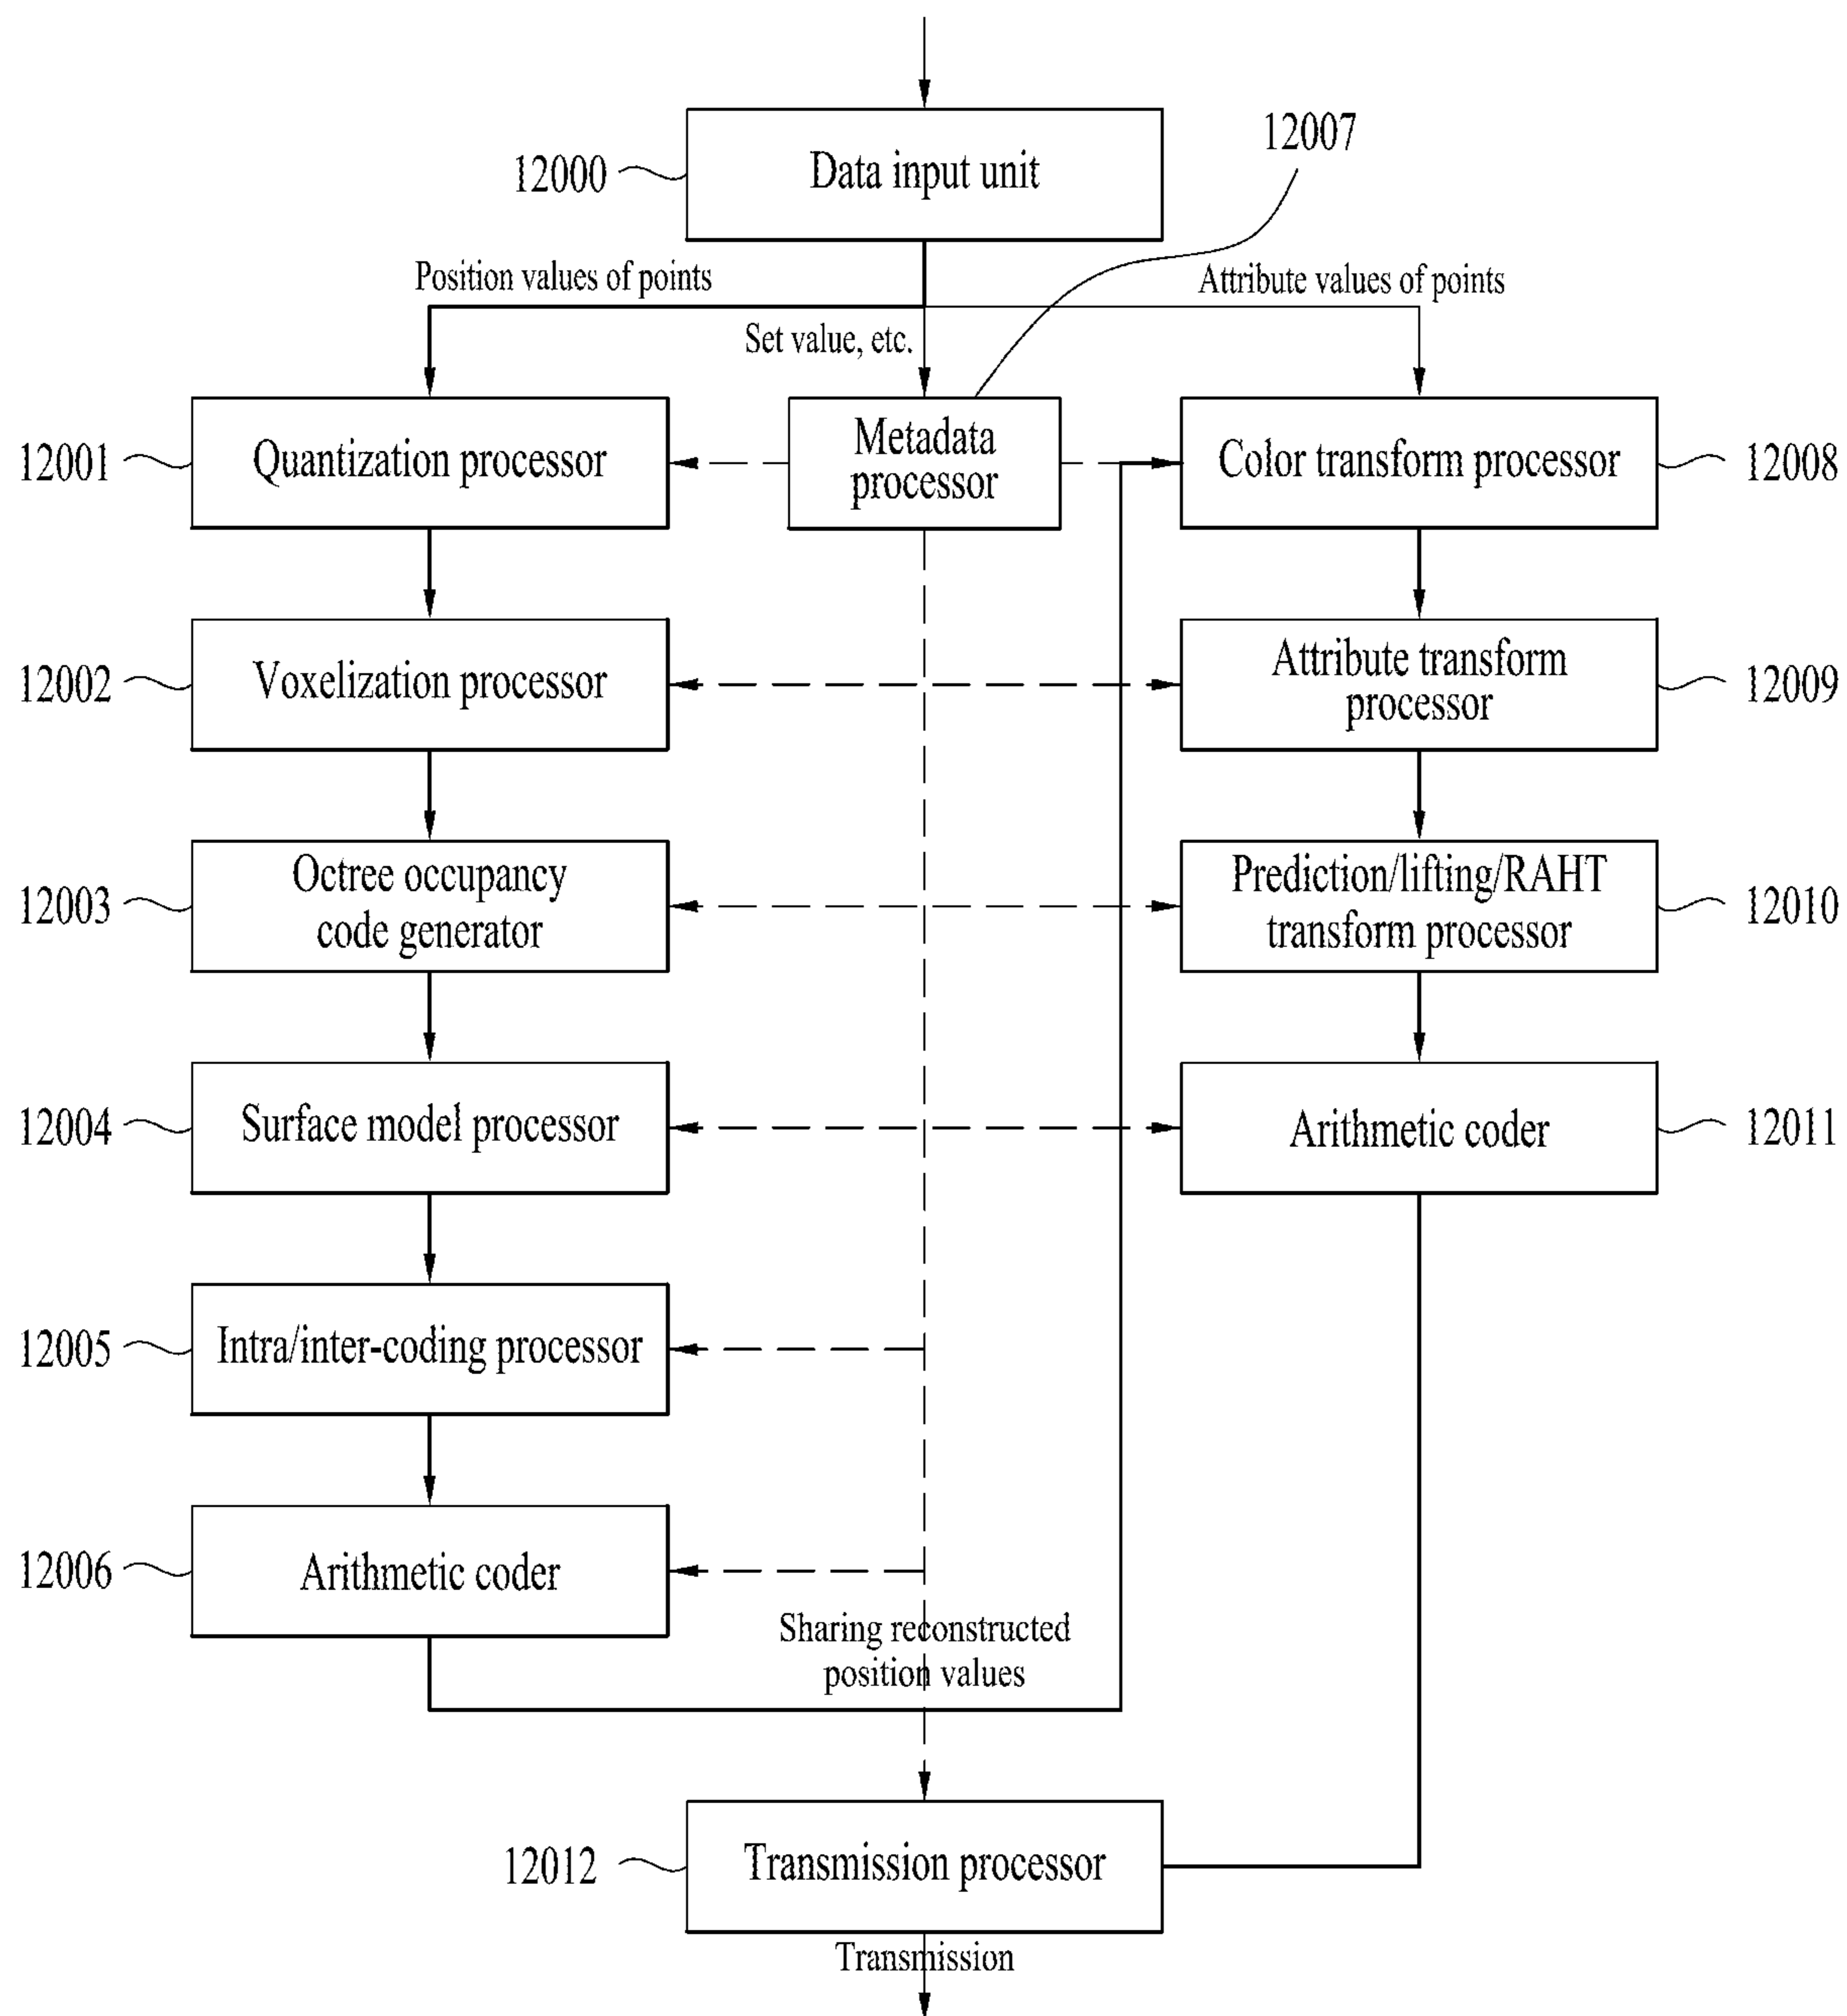 12007
12000
Data input unit
Position values of points
Attribute values of points
Set value, etc.
12001
Quantization processor
Metadata
processor
Color transform processor
12008
12002
Voxelization processor
Attribute transform
processor
12009
12003
Octree occupancy
code generator
Prediction/lifting/RAHT
transform processor
12010
12004
Surface model processor
Arithmetic coder
12011
12005
Intra/inter-coding processor
12006
Arithmetic coder
Sharing reconstructed
position values
12012
Transmission processor
Transmission